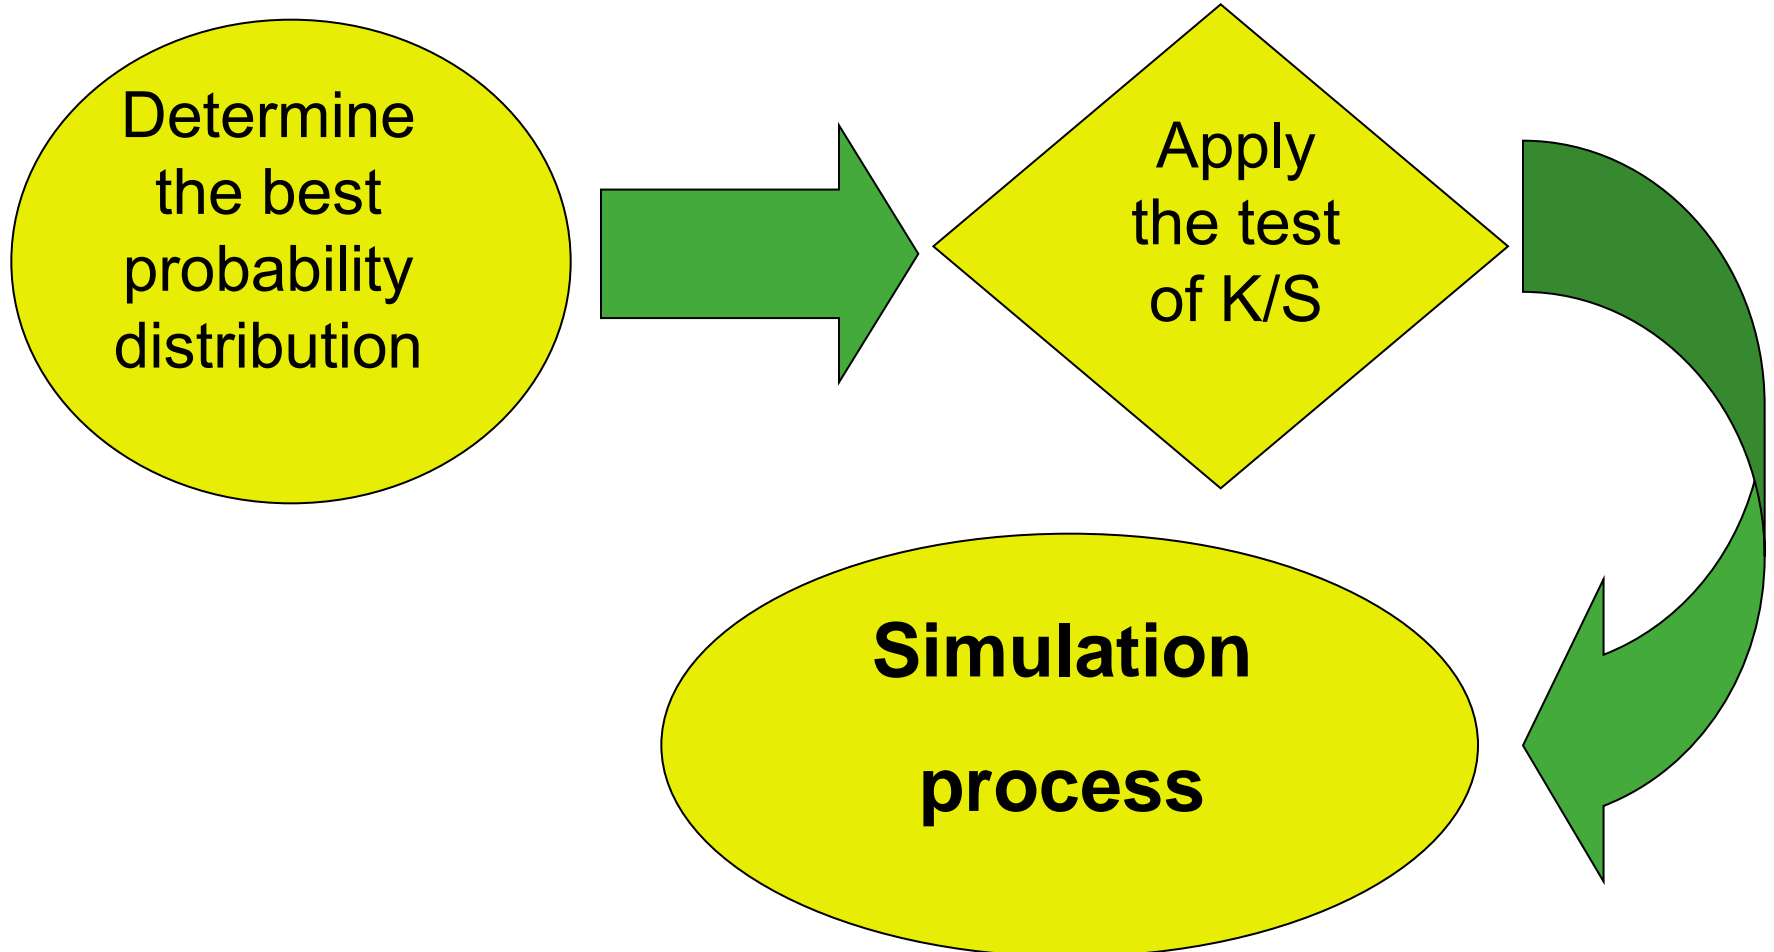 Determine
the best
probability
distribution
Apply
the test
of K/S
Simulation
process